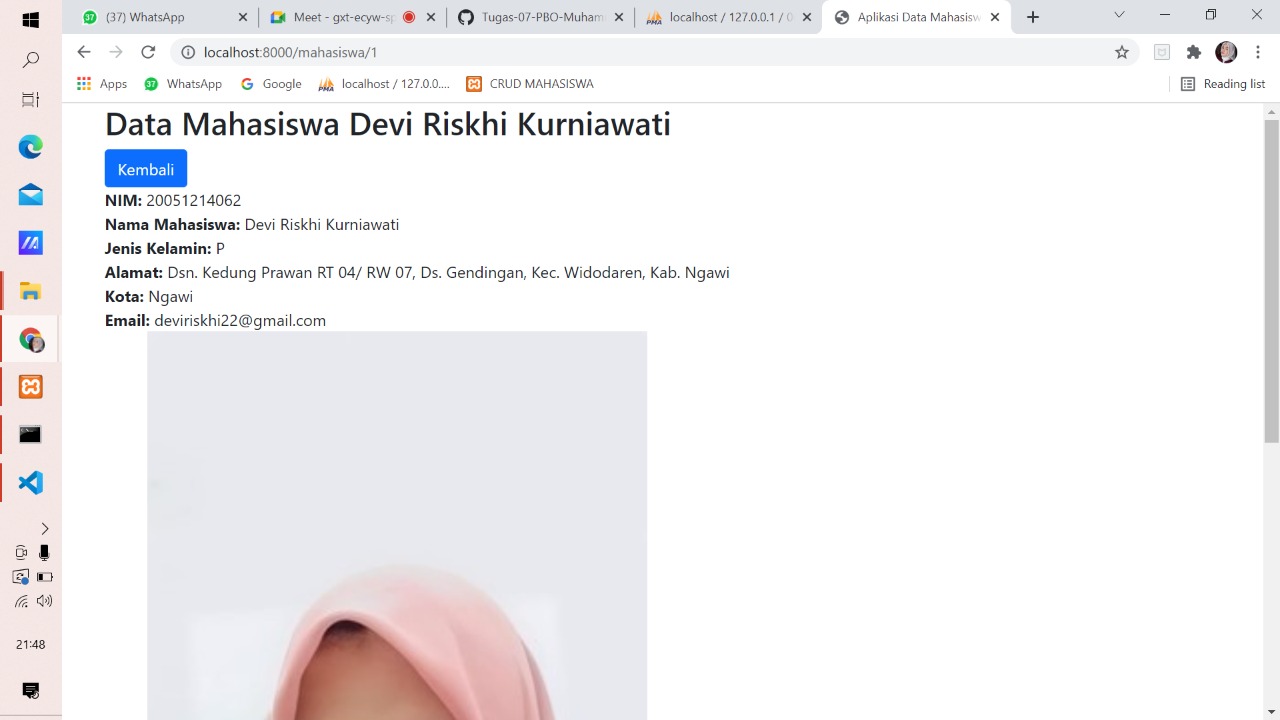 (37) WhatsApp
Meet - gxt-ecyw-sp
Tugas-07-PBO-Muham
localhost / 127.0.0.1 / 0
Aplikasi Data Mahasisw
localhost:8000/mahasiswa/1
Apps
37
WhatsApp
Google
localhost / 127.0.0....
CRUD MAHASISWA
Reading list
Data Mahasiswa Devi Riskhi Kurniawati
Kembali
NIM: 20051214062
Nama Mahasiswa: Devi Riskhi Kurniawati
Jenis Kelamin: P
Alamat: Dsn. Kedung Prawan RT 04/ RW 07, Ds. Gendingan, Kec. Widodaren, Kab. Ngawi
Kota: Ngawi
Email: deviriskhi22@gmail.com
21:48